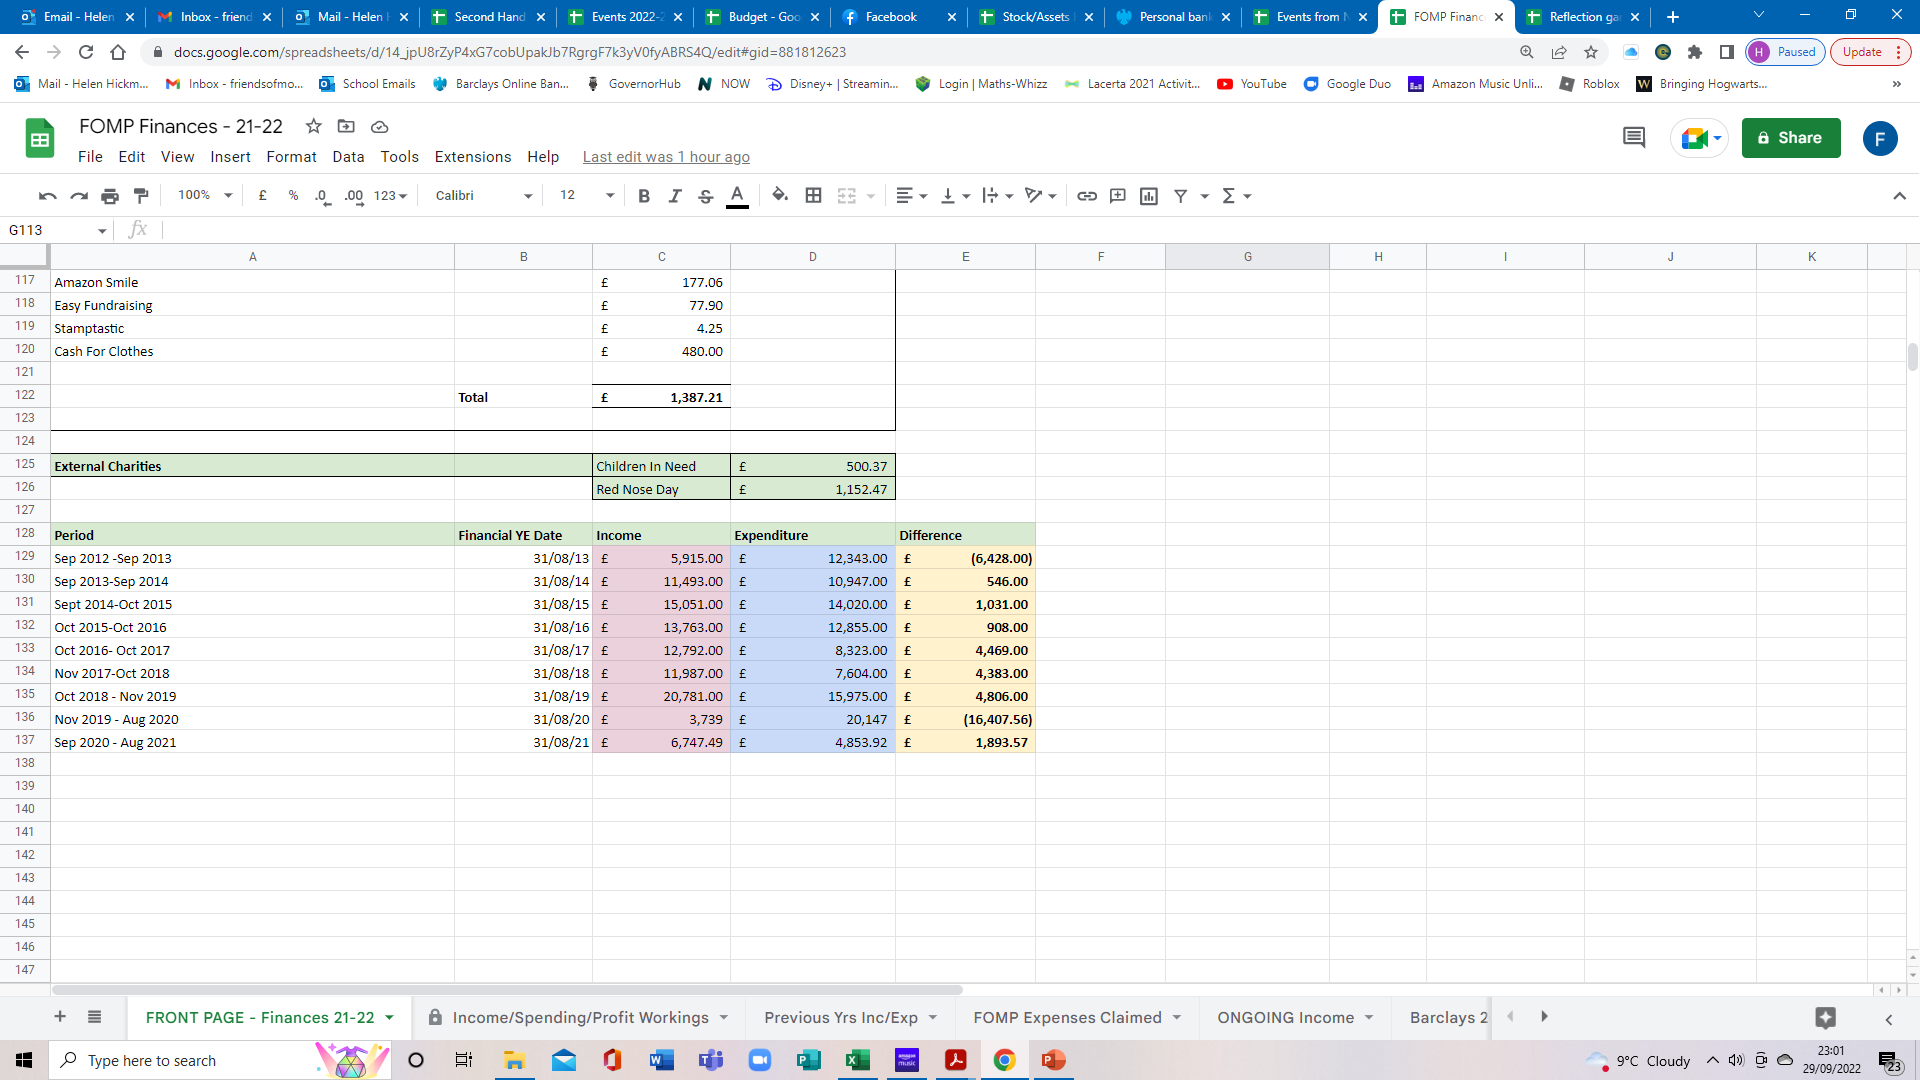 Email - Helen
Inbox - friend
Mail - Helen
Second Hand
Events 2022-2
Budget - Goo
Facebook
Stock/Assets
Personal bank
Events from
FOMP Financ
Reflection ga
docs.google.com/spreadsheets/d/14_jpU8rZyP4xG7cobUpakJb7RgrgF7k3yV0fyABRS4Q/edit#gid=881812623
H Paused
Update
Mail - Helen Hickm...
Inbox - friendsofmo...
School Emails
Barclays Online Ban...
GovernorHub
NOW
Disney+ | Streamin...
Login | Maths-Whizz
Lacerta 2021 Activit...
YouTube
Google Duo
Amazon Music Unli...
Roblox
Bringing Hogwarts...
FOMP Finances - 21-22
Share
F
File Edit View Insert Format Data Tools Extensions Help Last edit was 1 hour ago
100% £ % .0 .00 123 Calibri 12 B I S A
G113 fx
A B C D E F G H I J K
117 Amazon Smile £ 177.06
118 Easy Fundraising £ 77.90
119 Stamptastic £ 4.25
120 Cash For Clothes £ 480.00
121
122 Total £ 1,387.21
123
124
125 External Charities Children In Need £ 500.37
126 Red Nose Day £ 1,152.47
127
128 Period Financial YE Date Income Expenditure Difference
129 Sep 2012 -Sep 2013 31/08/13 £ 5,915.00 £ 12,343.00 £ (6,428.00)
130 Sep 2013-Sep 2014 31/08/14 £ 11,493.00 £ 10,947.00 £ 546.00
131 Sept 2014-Oct 2015 31/08/15 £ 15,051.00 £ 14,020.00 £ 1,031.00
132 Oct 2015-Oct 2016 31/08/16 £ 13,763.00 £ 12,855.00 £ 908.00
133 Oct 2016- Oct 2017 31/08/17 £ 12,792.00 £ 8,323.00 £ 4,469.00
134 Nov 2017-Oct 2018 31/08/18 £ 11,987.00 £ 7,604.00 £ 4,383.00
135 Oct 2018 - Nov 2019 31/08/19 £ 20,781.00 £ 15,975.00 £ 4,806.00
136 Nov 2019 - Aug 2020 31/08/20 £ 3,739 £ 20,147 £ (16,407.56)
137 Sep 2020 - Aug 2021 31/08/21 £ 6,747.49 £ 4,853.92 £ 1,893.57
138
139
140
141
142
143
144
145
146
147
FRONT PAGE - Finances 21-22
Income/Spending/Profit Workings
Previous Yrs Inc/Exp
FOMP Expenses Claimed
ONGOING Income
Barclays 2
Type here to search
9°C Cloudy
23:01
29/09/2022
23